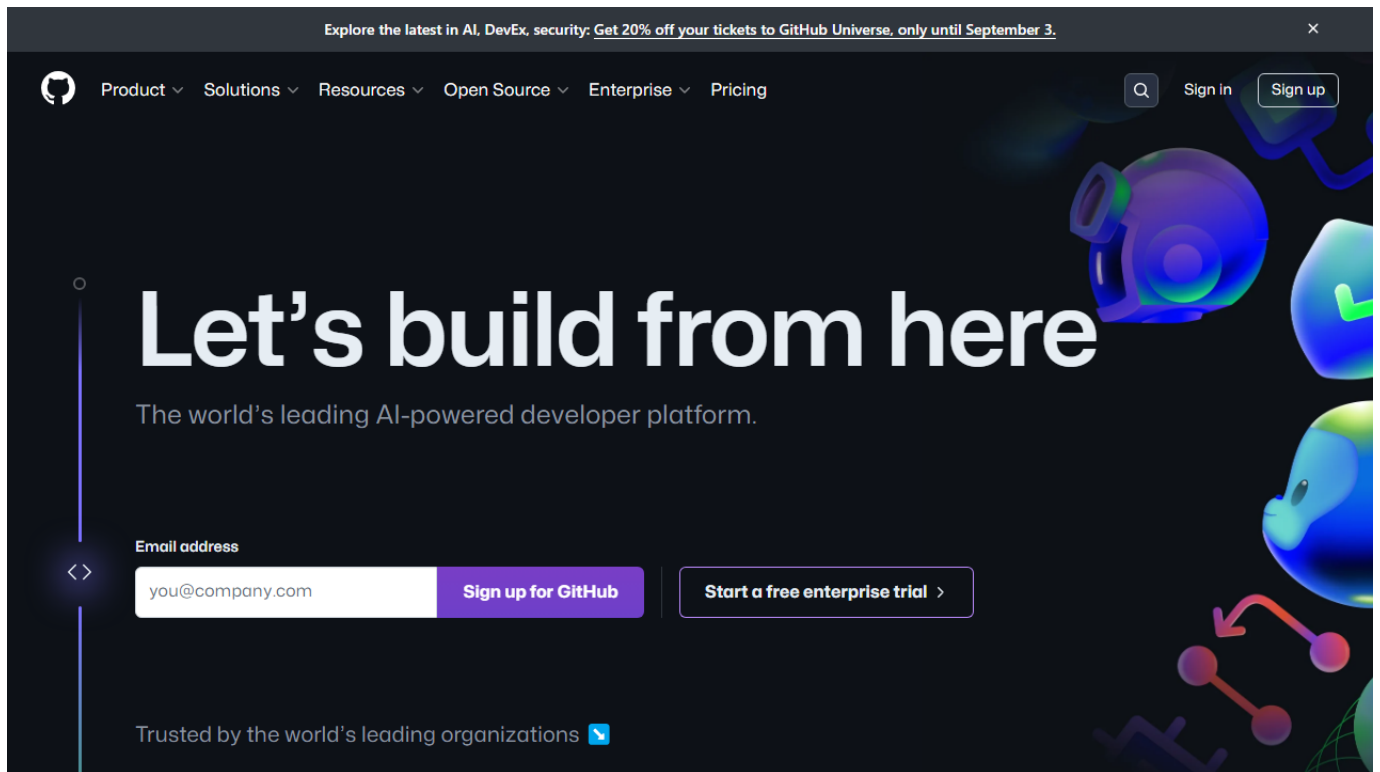 Explore the latest in AI, DevEx, security: Get 20% off your tickets to GitHub Universe, only until September 3.
Product Solutions Resources Open Source Enterprise Pricing Sign in Sign up
Let’s build from here
The world’s leading AI-powered developer platform.
Email address
you@company.com Sign up for GitHub Start a free enterprise trial
Trusted by the world’s leading organizations